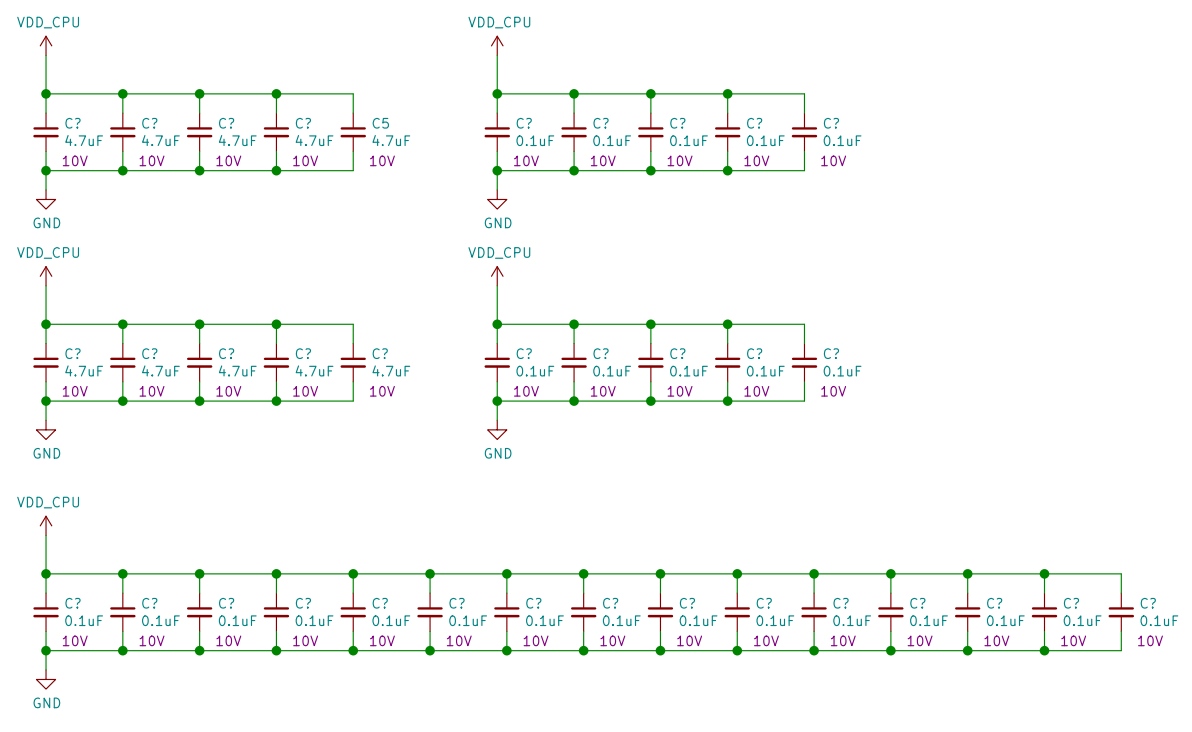 VDD_CPU VDD_CPU
C? C? C? C? C5 C? C? C? C? C?
4.7uF 4.7uF 4.7uF 4.7uF 4.7uF 0.1uF 0.1uF 0.1uF 0.1uF 0.1uF
10V 10V 10V 10V 10V 10V 10V 10V 10V 10V
GND GND
VDD_CPU VDD_CPU
C? C? C? C? C? C? C? C? C? C?
4.7uF 4.7uF 4.7uF 4.7uF 4.7uF 0.1uF 0.1uF 0.1uF 0.1uF 0.1uF
10V 10V 10V 10V 10V 10V 10V 10V 10V 10V
GND GND
VDD_CPU
C? C? C? C? C? C? C? C? C? C? C? C? C? C? C?
0.1uF 0.1uF 0.1uF 0.1uF 0.1uF 0.1uF 0.1uF 0.1uF 0.1uF 0.1uF 0.1uF 0.1uF 0.1uF 0.1uF 0.1uF
10V 10V 10V 10V 10V 10V 10V 10V 10V 10V 10V 10V 10V 10V 10V
GND